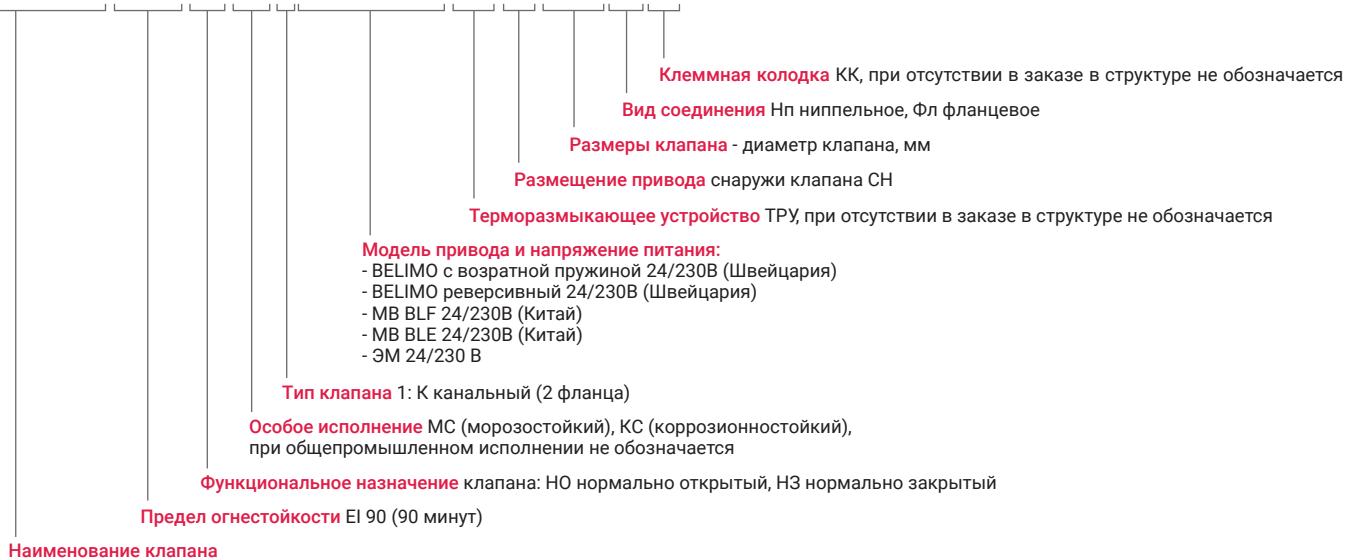 Клеммная колодка КК, при отсутствии в заказе в структуре не обозначается
Вид соединения Нп ниппельное, Фл фланцевое
Размеры клапана - диаметр клапана, мм
Размещение привода снаружи клапана СН
Терморазмыкающее устройство ТРУ, при отсутствии в заказе в структуре не обозначается
Модель привода и напряжение питания:
- BELIMO с возратной пружиной 24/230В (Швейцария)
- BELIMO реверсивный 24/230В (Швейцария)
- MB BLF 24/230В (Китай)
- MB BLE 24/230В (Китай)
- ЭМ 24/230 В
Тип клапана 1: К канальный (2 фланца)
Особое исполнение МС (морозостойкий), КС (коррозионностойкий),
при общепромышленном исполнении не обозначается
Функциональное назначение клапана: НО нормально открытый, НЗ нормально закрытый
Предел огнестойкости EI 90 (90 минут)
Наименование клапана